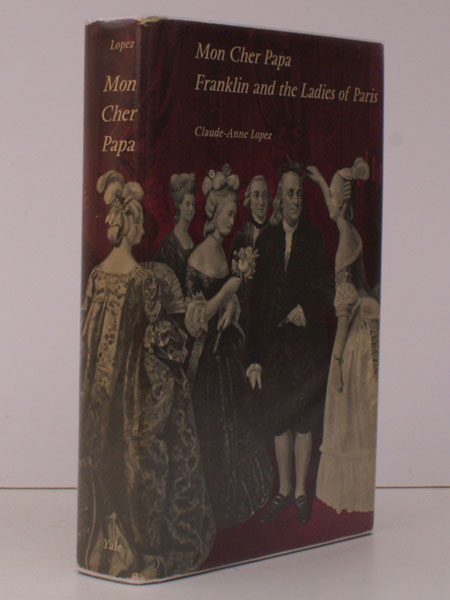 Lopez
Mon
Cher
Papa
Yale
Mon Cher Papa
Franklin and the Ladies of Paris
Claude-Anne Lopez